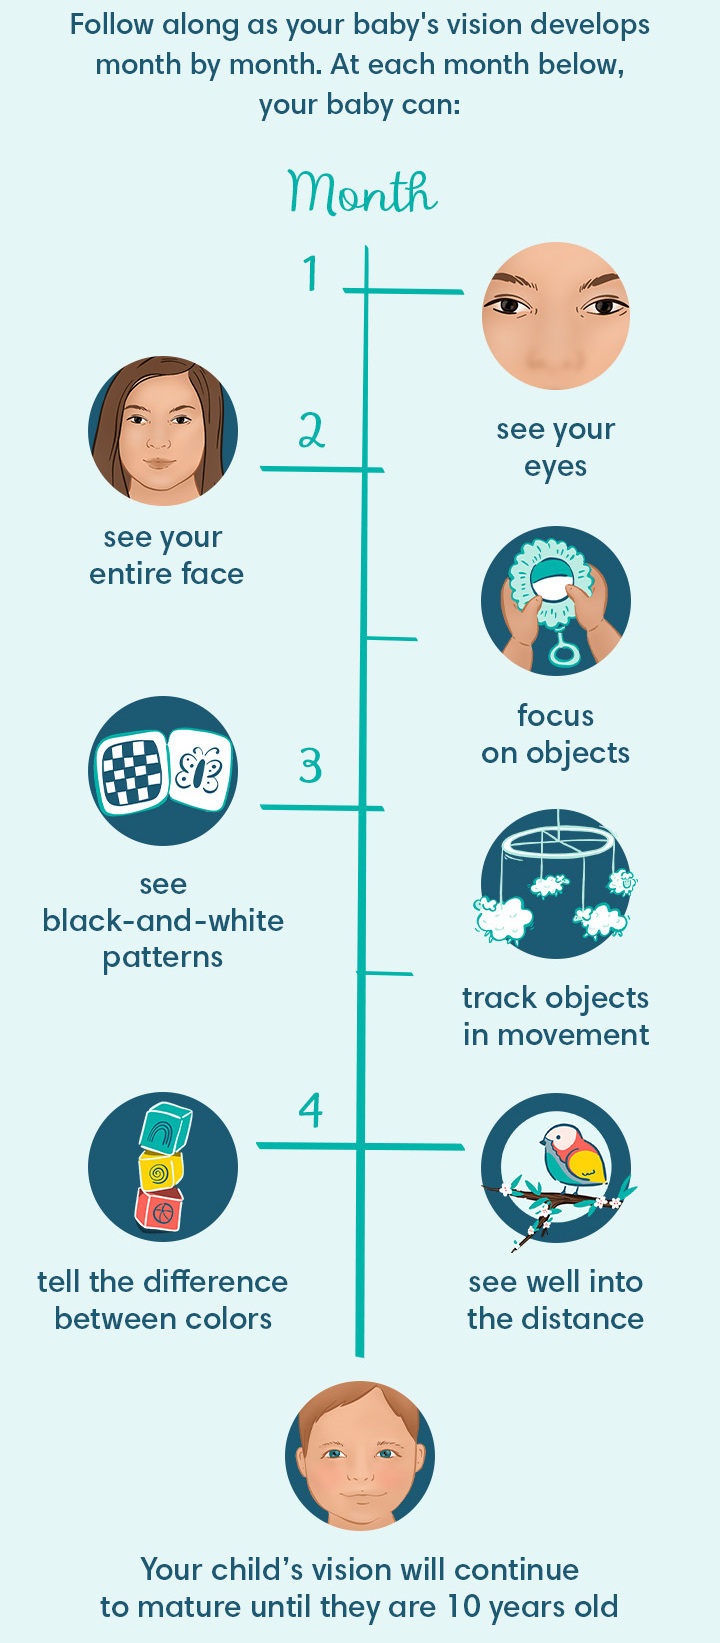 Follow along as your baby's vision develops
month by month. At each month below,
your baby can:
Month
1
see your
eyes
2
see your
entire face
focus
on objects
3
see
black-and-white
patterns
track objects
in movement
4
tell the difference
between colors
see well into
the distance
Your child’s vision will continue
to mature until they are 10 years old